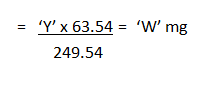 = ‘Y’ x 63.54 = ‘W’ mg
249.54